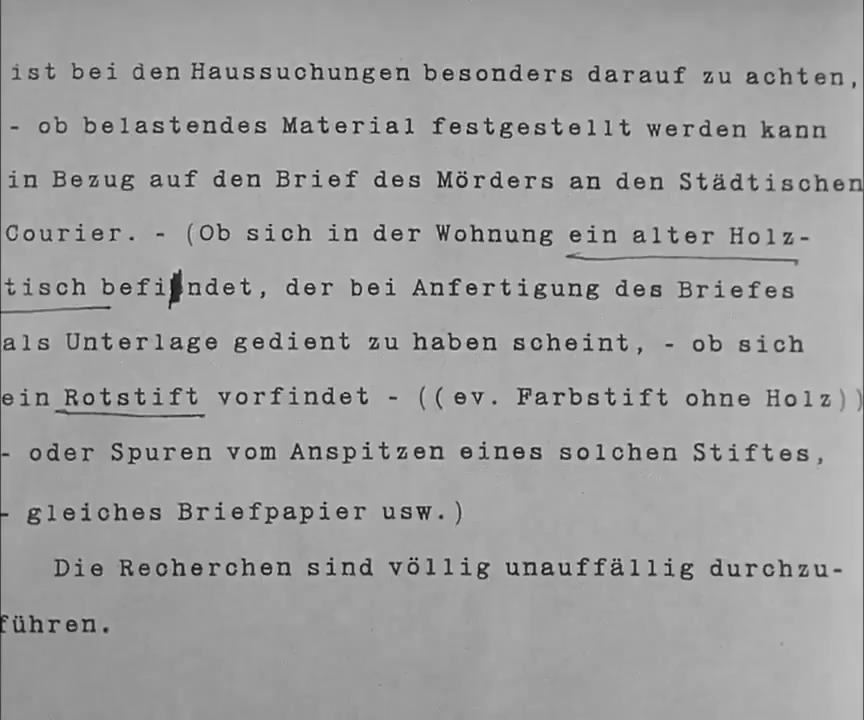 ist bei den Haussuchungen besonders darauf zu achten,
- ob belastendes Material festgestellt werden kann
in Bezug auf den Brief des Mörders an den Städtischen
Courier. - (Ob sich in der Wohnung ein alter Holz-
tisch befindet, der bei Anfertigung des Briefes
als Unterlage gedient zu haben scheint, - ob sich
ein Rotstift vorfindet - ((ev. Farbstift ohne Holz))
- oder Spuren vom Anspitzen eines solchen Stiftes,
- gleiches Briefpapier usw.)
Die Recherchen sind völlig unauffällig durchzu-
führen.